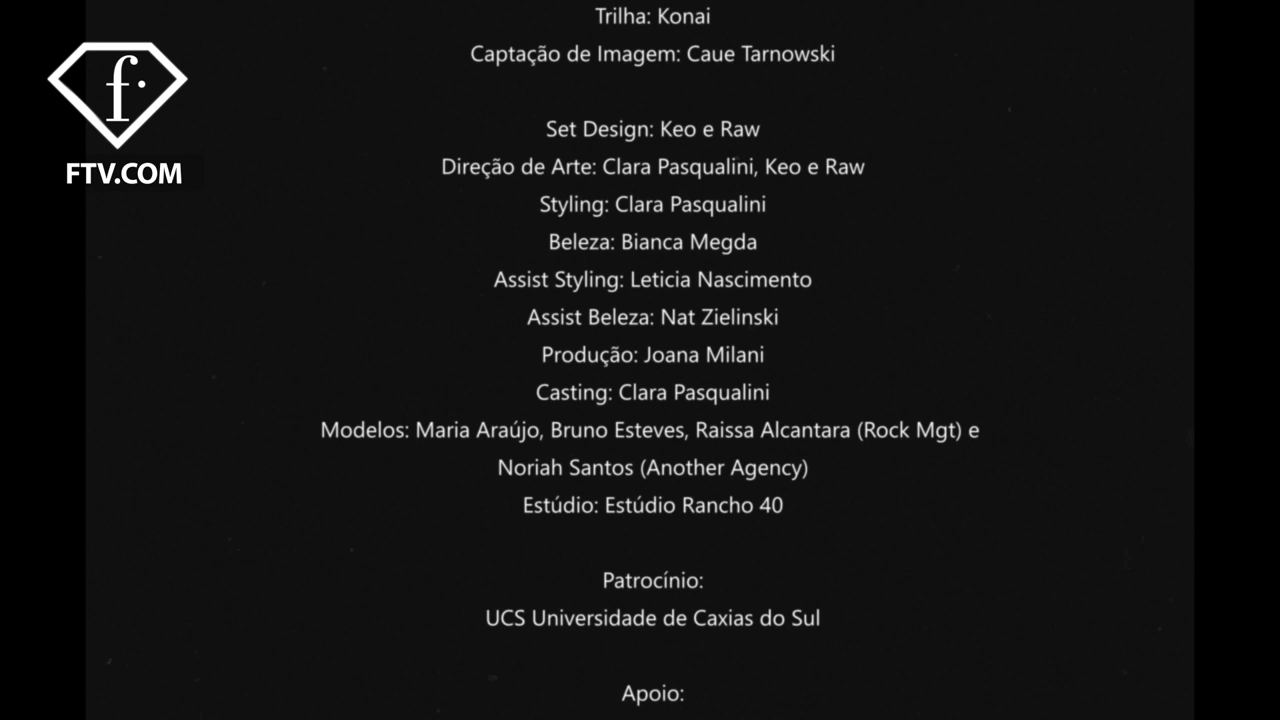 Trilha: Konai
Captação de Imagem: Caue Tarnowski
f.
FTV.COM
Set Design: Keo e Raw
Direção de Arte: Clara Pasqualini, Keo e Raw
Styling: Clara Pasqualini
Beleza: Bianca Megda
Assist Styling: Leticia Nascimento
Assist Beleza: Nat Zielinski
Produção: Joana Milani
Casting: Clara Pasqualini
Modelos: Maria Araújo, Bruno Esteves, Raissa Alcantara (Rock Mgt) e
Noriah Santos (Another Agency)
Estúdio: Estúdio Rancho 40
Patrocínio:
UCS Universidade de Caxias do Sul
Apoio: